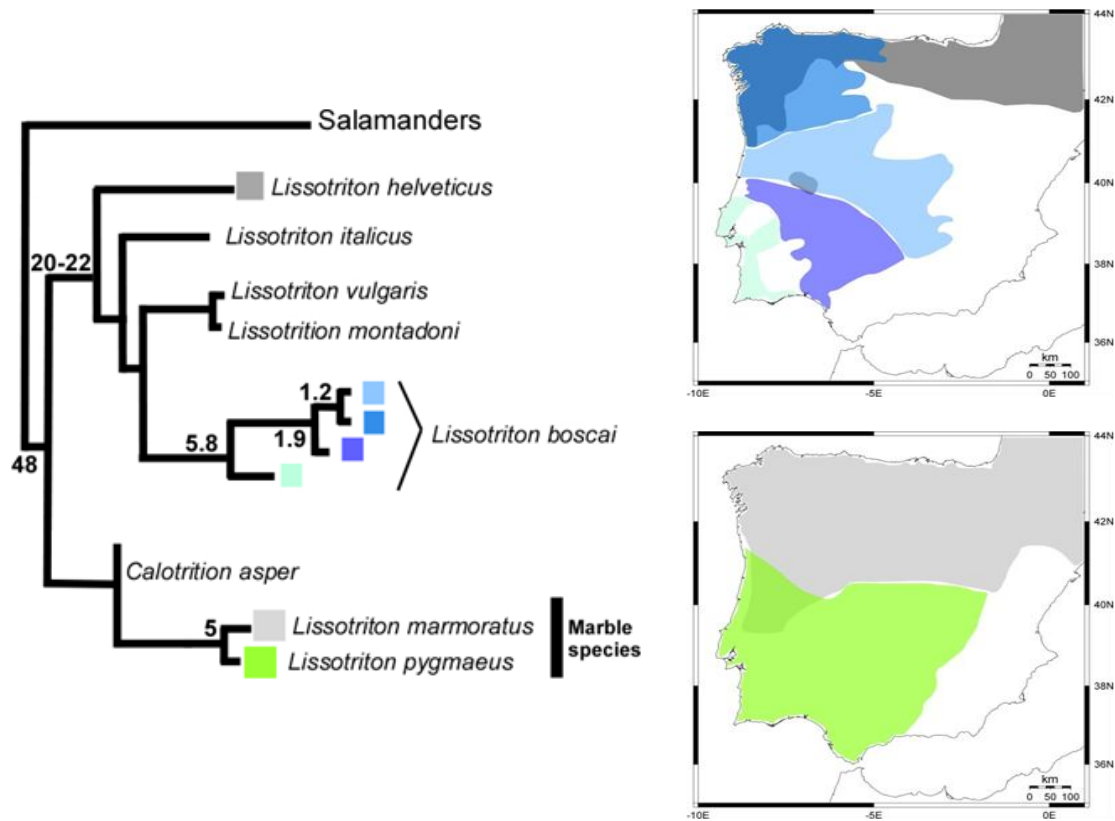 Salamanders
Lissotriton helveticus
Lissotriton italicus
20-22
Lissotriton vulgaris
Lissotrition montadoni
1.2
5.8
1.9
Lissotriton boscai
48
Calotrition asper
5
Lissotriton marmoratus
Lissotriton pygmaeus
Marble
species
44N
42N
40N
38N
36N
km
0 50 100
-10E
-5E
0E
44N
42N
40N
38N
36N
km
0 50 100
-10E
-5E
0E